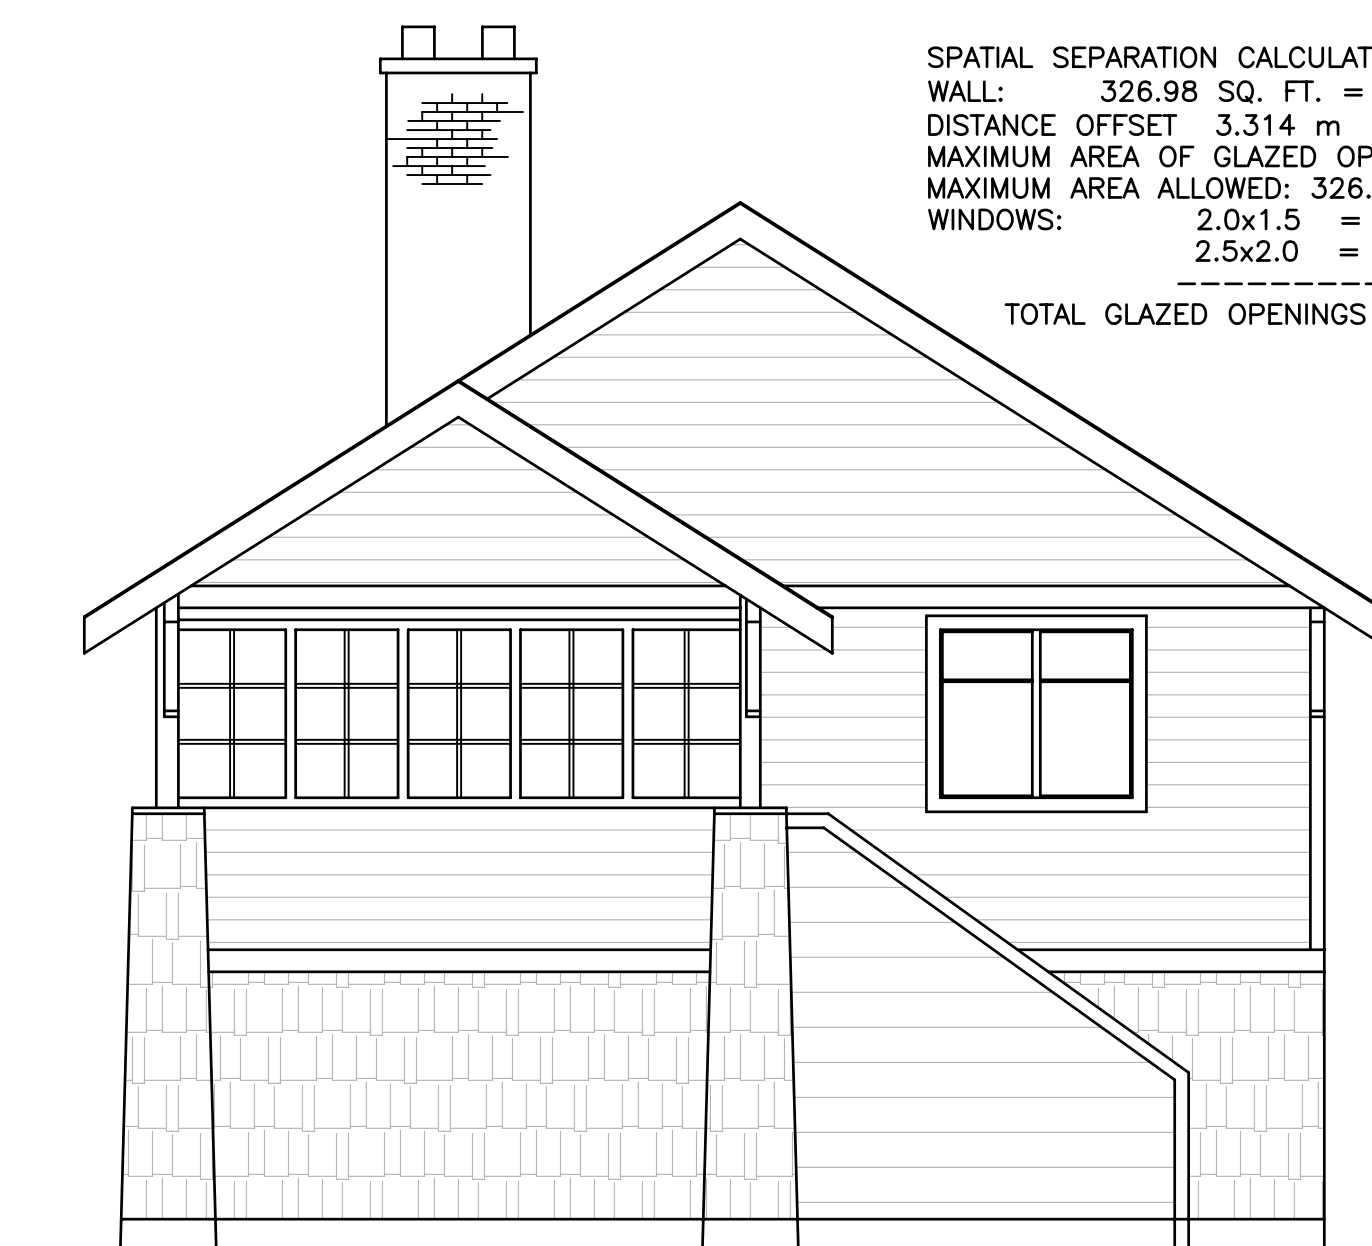 SPATIAL SEPARATION CALCULAT
WALL: 326.98 SQ. FT. =
DISTANCE OFFSET 3.314 m
MAXIMUM AREA OF GLAZED OP
MAXIMUM AREA ALLOWED: 326.
WINDOWS: 2.0x1.5 =
2.5x2.0 =
TOTAL GLAZED OPENINGS